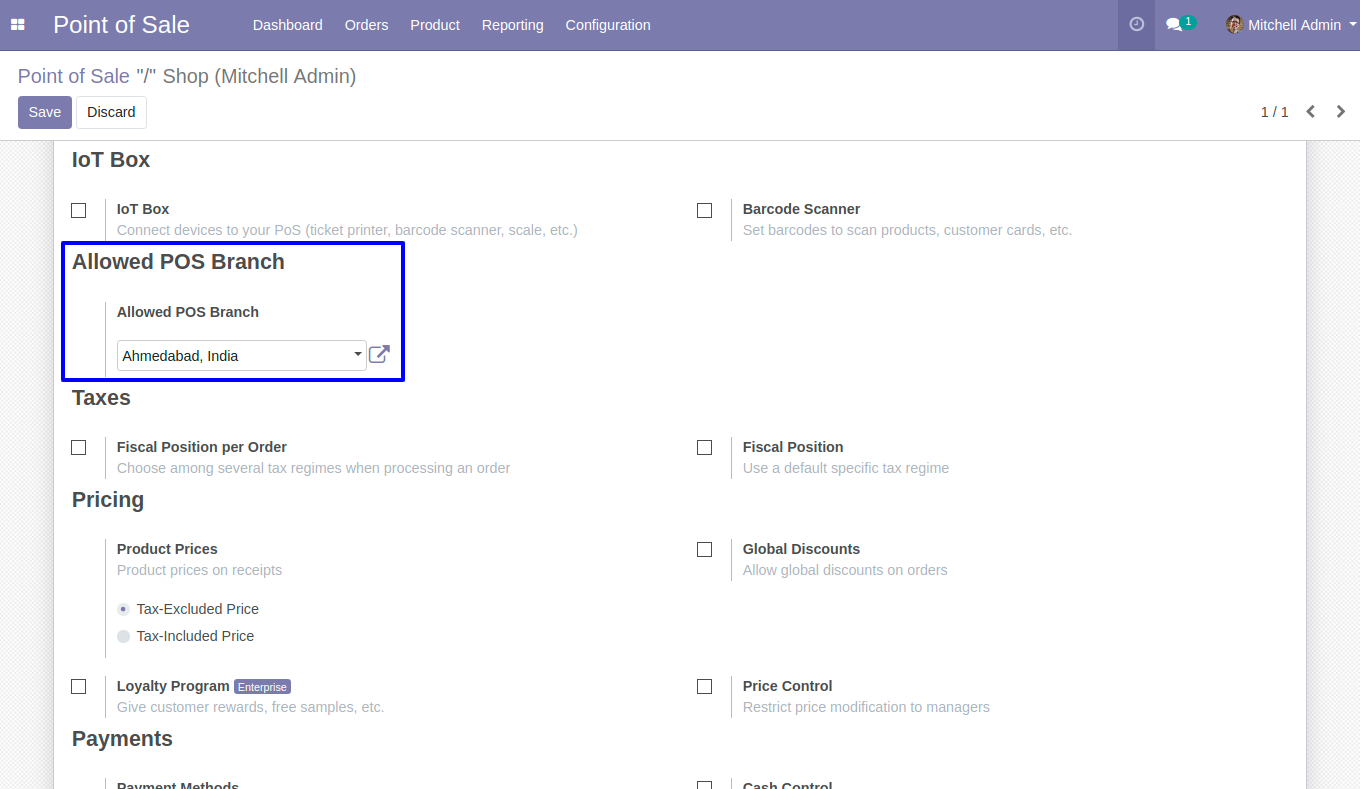 Point of Sale Dashboard Orders Product Reporting Configuration 1 Mitchell Admin
Point of Sale "/" Shop (Mitchell Admin)
Save Discard 1 / 1
IoT Box
IoT Box Barcode Scanner
Connect devices to your PoS (ticket printer, barcode scanner, scale, etc.) Set barcodes to scan products, customer cards, etc.
Allowed POS Branch
Allowed POS Branch
Ahmedabad, India
Taxes
Fiscal Position per Order Fiscal Position
Choose among several tax regimes when processing an order Use a default specific tax regime
Pricing
Product Prices Global Discounts
Product prices on receipts Allow global discounts on orders
Tax-Excluded Price
Tax-Included Price
Loyalty Program Enterprise Price Control
Give customer rewards, free samples, etc. Restrict price modification to managers
Payments
Payment Methods Cash Control